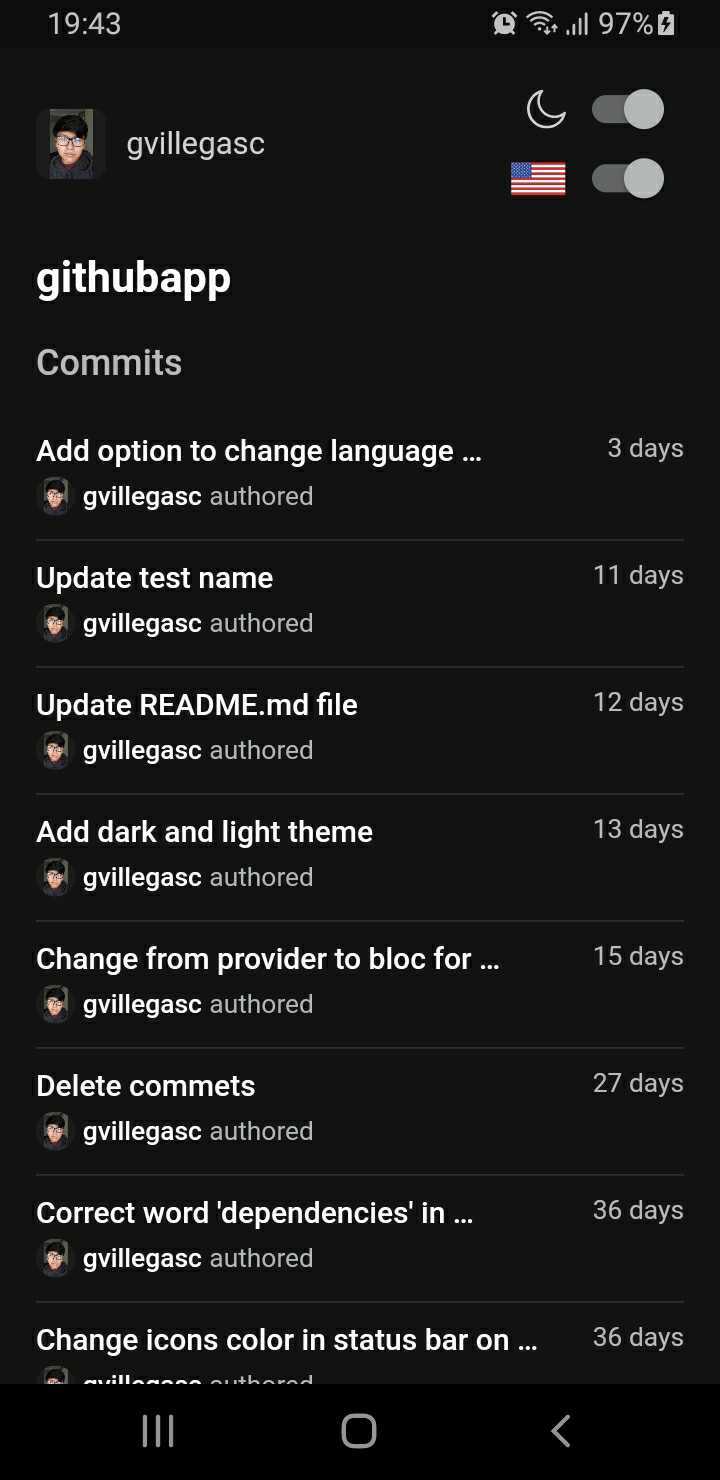 19:43 97%
gvillegasc
githubapp
Commits
Add option to change language … 3 days
gvillegasc authored
Update test name 11 days
gvillegasc authored
Update README.md file 12 days
gvillegasc authored
Add dark and light theme 13 days
gvillegasc authored
Change from provider to bloc for … 15 days
gvillegasc authored
Delete commets 27 days
gvillegasc authored
Correct word 'dependencies' in … 36 days
gvillegasc authored
Change icons color in status bar on … 36 days
gvillegasc authored